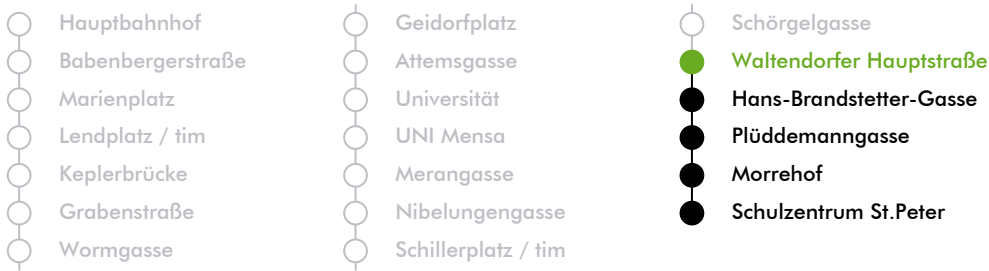 Hauptbahnhof
Babenbergerstraße
Marienplatz
Lendplatz / tim
Keplerbrücke
Grabenstraße
Wormgasse
Geidorfplatz
Attemsgasse
Universität
UNI Mensa
Merangasse
Nibelungengasse
Schillerplatz / tim
Schörgelgasse
Waltendorfer Hauptstraße
Hans-Brandstetter-Gasse
Plüddemanngasse
Morrehof
Schulzentrum St.Peter